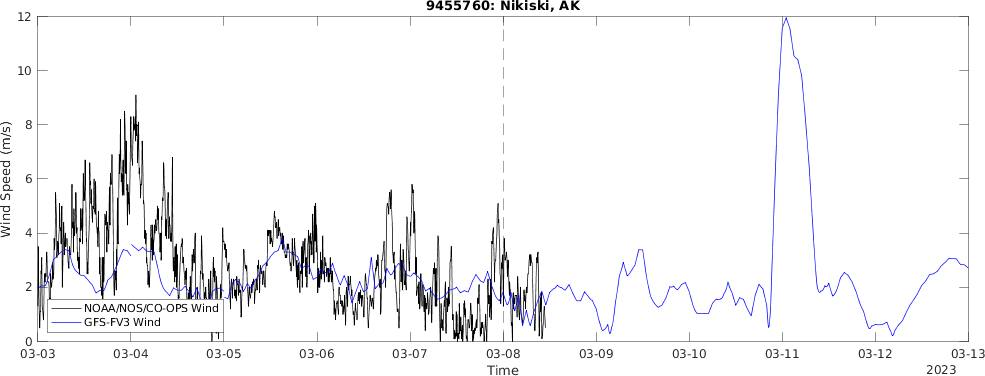 9455760: Nikiski, AK
12
10
8
6
4
2
0
Wind Speed (m/s)
NOAA/NOS/CO-OPS Wind
GFS-FV3 Wind
03-03 03-04 03-05 03-06 03-07 03-08 03-09 03-10 03-11 03-12 03-13
Time
2023